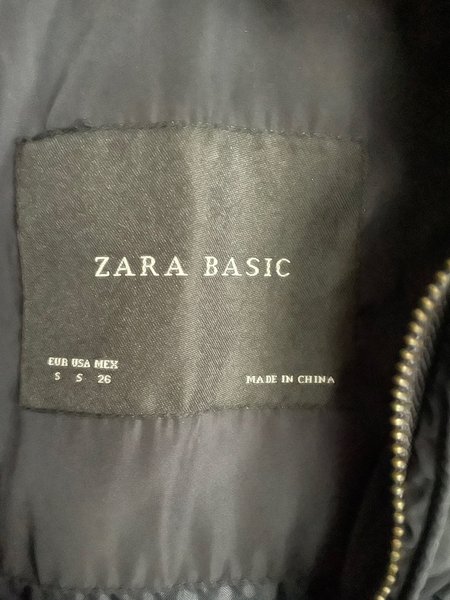 ZARA BASIC
EUR USA MEX
S S 26
MADE IN CHINA